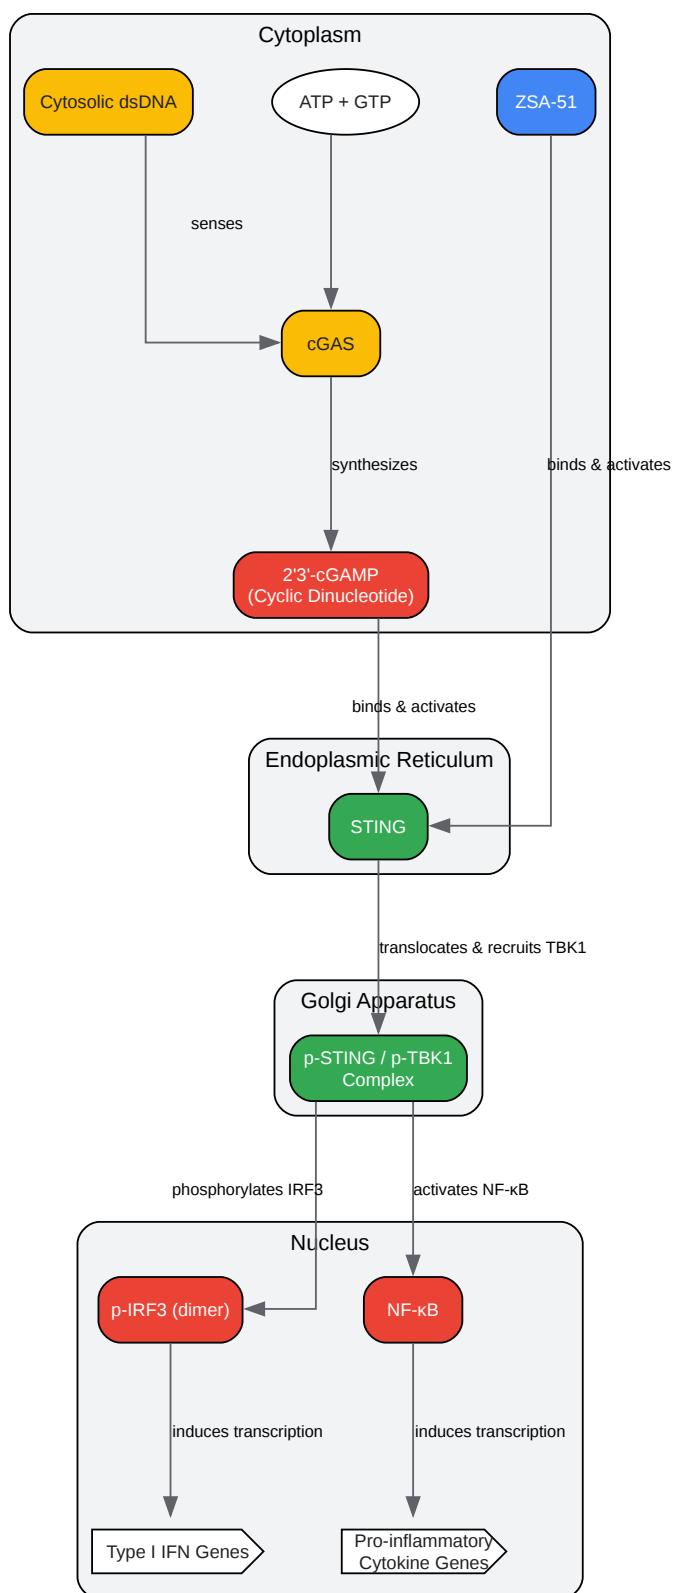 Cytoplasm
Cytosolic dsDNA
ATP + GTP
ZSA-51
senses
cGAS
synthesizes
binds & activates
2'3'-cGAMP
(Cyclic Dinucleotide)
binds & activates
Endoplasmic Reticulum
STING
translocates & recruits TBK1
Golgi Apparatus
p-STING / p-TBK1
Complex
phosphorylates IRF3
activates NF-κB
Nucleus
p-IRF3 (dimer)
NF-κB
induces transcription
induces transcription
Type I IFN Genes
Pro-inflammatory
Cytokine Genes